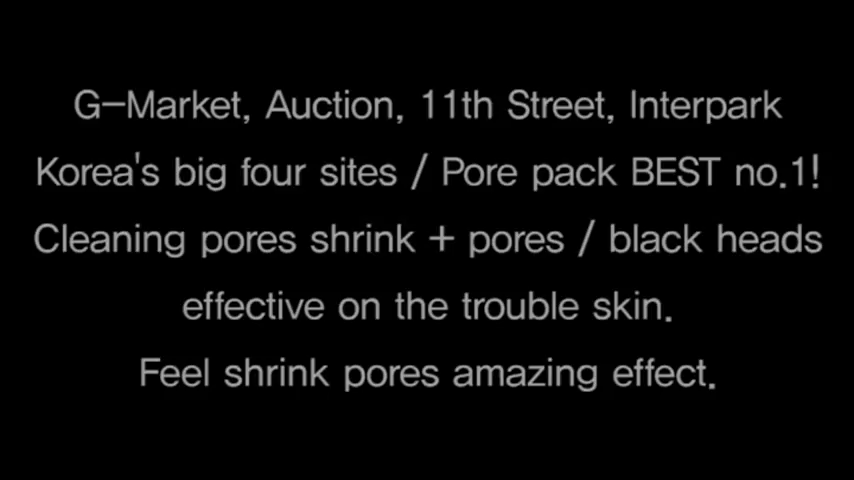 G-Market, Auction, 11th Street, Interpark
Korea's big four sites / Pore pack BEST no.1!
Cleaning pores shrink + pores / black heads
effective on the trouble skin.
Feel shrink pores amazing effect.